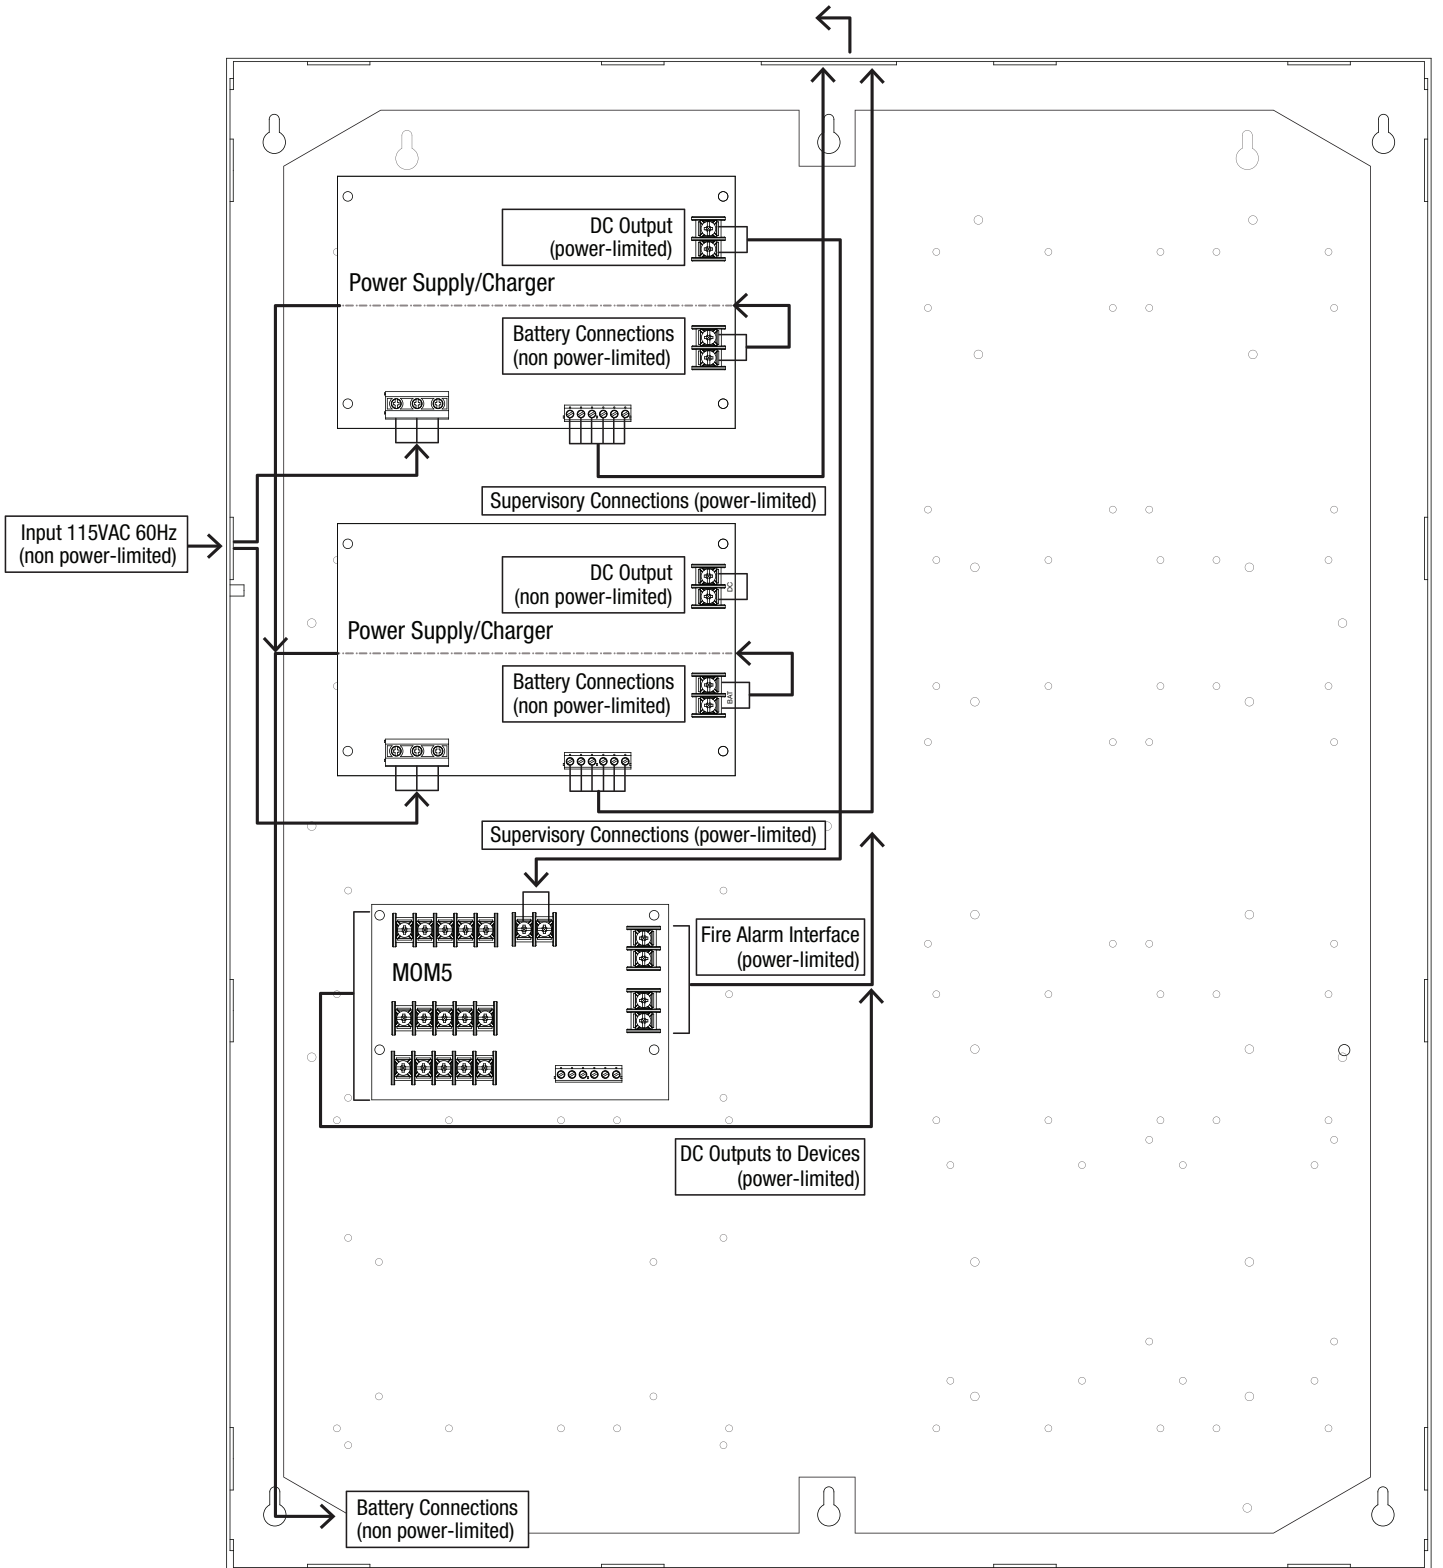 DC Output
(power-limited)
Power Supply/Charger
Battery Connections
(non power-limited)
Supervisory Connections (power-limited)
Input 115VAC 60Hz
(non power-limited)
DC Output
(non power-limited)
DC
Power Supply/Charger
Battery Connections
(non power-limited)
BAT
Supervisory Connections (power-limited)
Fire Alarm Interface
(power-limited)
MOM5
DC Outputs to Devices
(power-limited)
Battery Connections
(non power-limited)